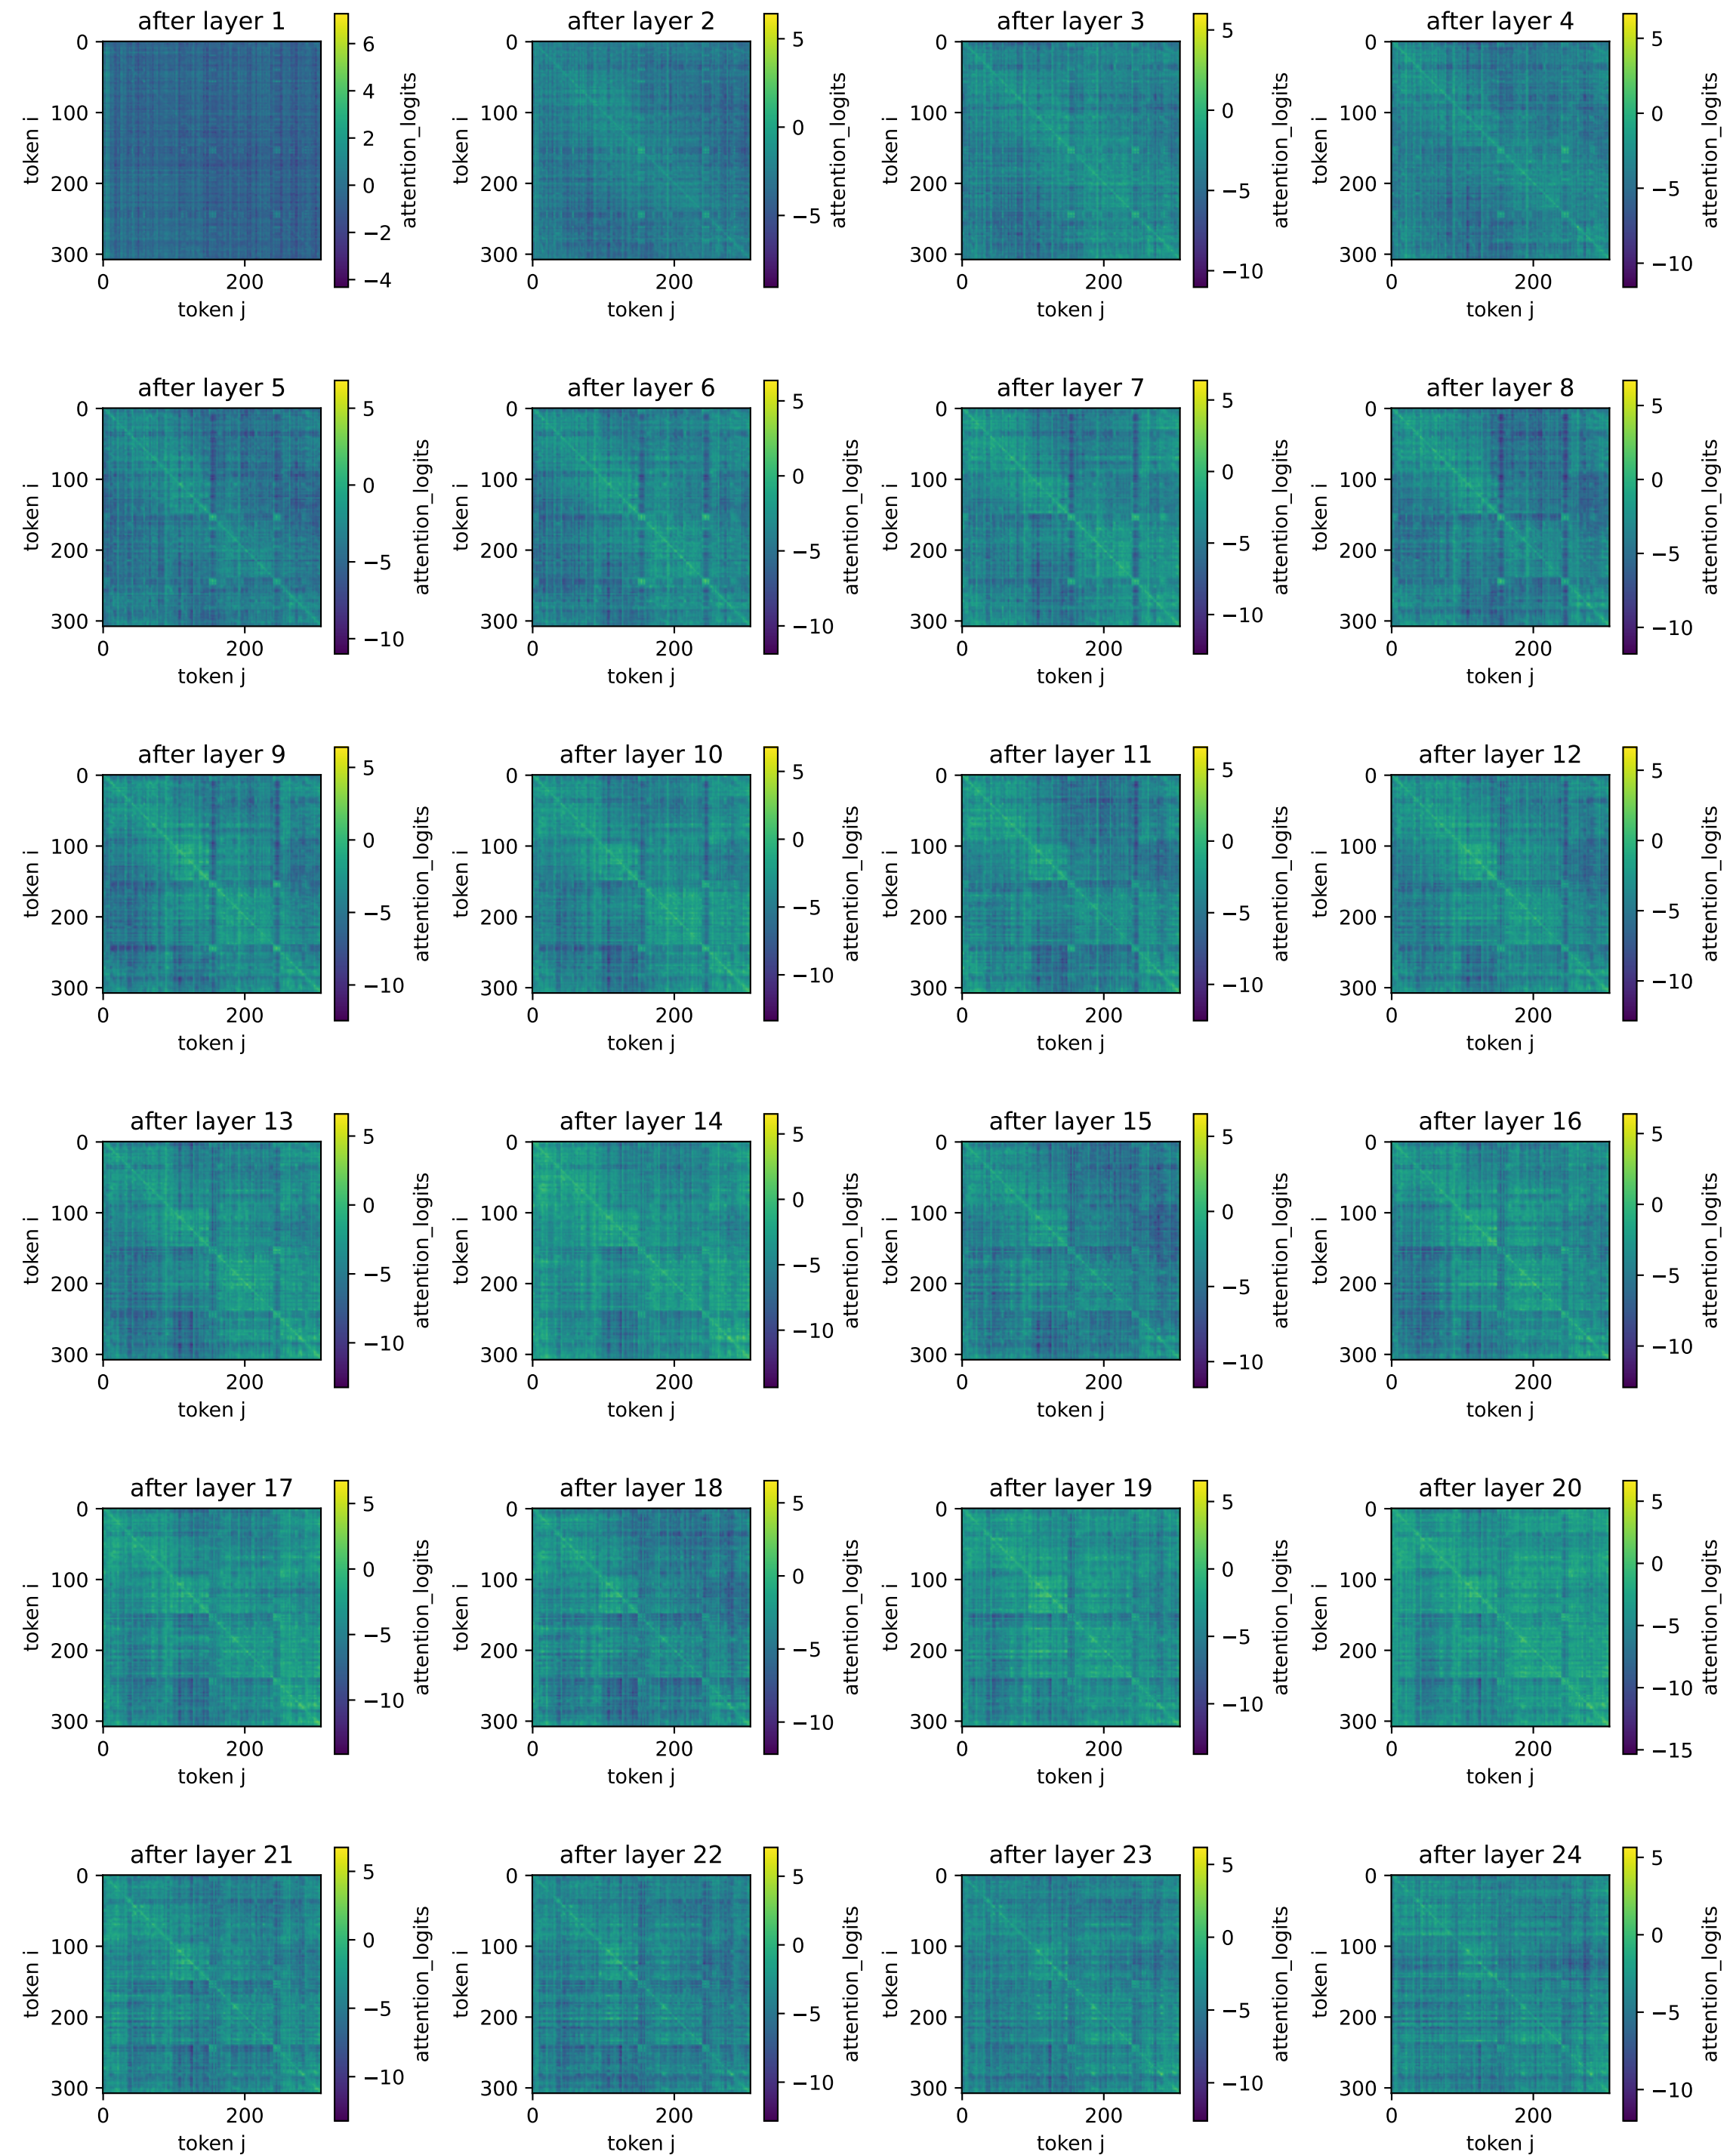 after layer 1 after layer 2 after layer 3 after layer 4
0 100 200 300 token i 0 200 token j 6 4 2 0 −2 −4 attention_logits
0 100 200 300 token i 0 200 token j 5 0 −5 attention_logits
0 100 200 300 token i 0 200 token j 5 0 −5 −10 attention_logits
0 100 200 300 token i 0 200 token j 5 0 −5 −10 attention_logits
after layer 5 after layer 6 after layer 7 after layer 8
0 100 200 300 token i 0 200 token j 5 0 −5 −10 attention_logits
0 100 200 300 token i 0 200 token j 5 0 −5 −10 attention_logits
0 100 200 300 token i 0 200 token j 5 0 −5 −10 attention_logits
0 100 200 300 token i 0 200 token j 5 0 −5 −10 attention_logits
after layer 9 after layer 10 after layer 11 after layer 12
0 100 200 300 token i 0 200 token j 5 0 −5 −10 attention_logits
0 100 200 300 token i 0 200 token j 5 0 −5 −10 attention_logits
0 100 200 300 token i 0 200 token j 5 0 −5 −10 attention_logits
0 100 200 300 token i 0 200 token j 5 0 −5 −10 attention_logits
after layer 13 after layer 14 after layer 15 after layer 16
0 100 200 300 token i 0 200 token j 5 0 −5 −10 attention_logits
0 100 200 300 token i 0 200 token j 5 0 −5 −10 attention_logits
0 100 200 300 token i 0 200 token j 5 0 −5 −10 attention_logits
0 100 200 300 token i 0 200 token j 5 0 −5 −10 attention_logits
after layer 17 after layer 18 after layer 19 after layer 20
0 100 200 300 token i 0 200 token j 5 0 −5 −10 attention_logits
0 100 200 300 token i 0 200 token j 5 0 −5 −10 attention_logits
0 100 200 300 token i 0 200 token j 5 0 −5 −10 attention_logits
0 100 200 300 token i 0 200 token j 5 0 −5 −10 −15 attention_logits
after layer 21 after layer 22 after layer 23 after layer 24
0 100 200 300 token i 0 200 token j 5 0 −5 −10 attention_logits
0 100 200 300 token i 0 200 token j 5 0 −5 −10 attention_logits
0 100 200 300 token i 0 200 token j 5 0 −5 −10 attention_logits
0 100 200 300 token i 0 200 token j 5 0 −5 −10 attention_logits